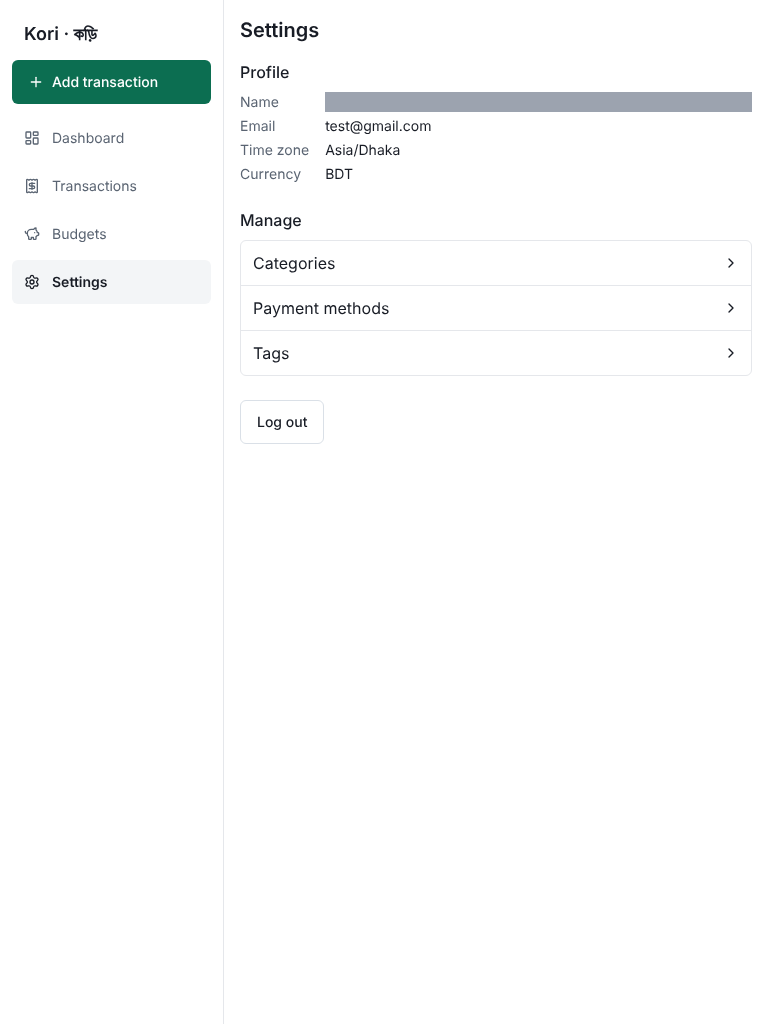 Kori · কড়ি
Add transaction
Dashboard
Transactions
Budgets
Settings
Settings
Profile
Name
Email test@gmail.com
Time zone Asia/Dhaka
Currency BDT
Manage
Categories
Payment methods
Tags
Log out